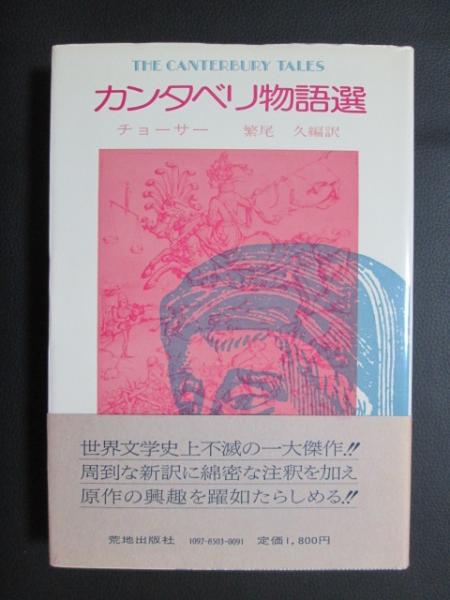 THE CANTERBURY TALES
カンタベリ物語選
チョーサー 繁尾 久編訳
世界文学史上不滅の一大傑作!!
周到な新訳に綿密な注釈を加え
原作の興趣を躍如たらしめる!!
荒地出版社 1097-8503-0091 定価1,800円